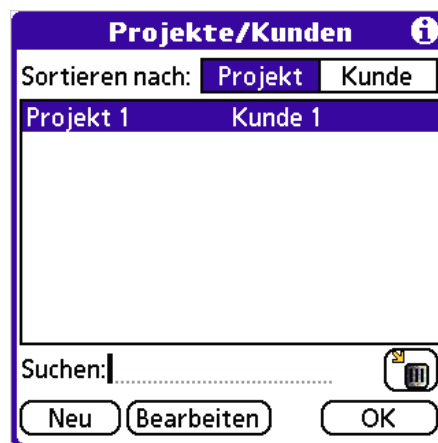 Projekte/Kunden i
Sortieren nach: Projekt Kunde
Projekt 1 Kunde 1
Suchen:
Neu Bearbeiten OK